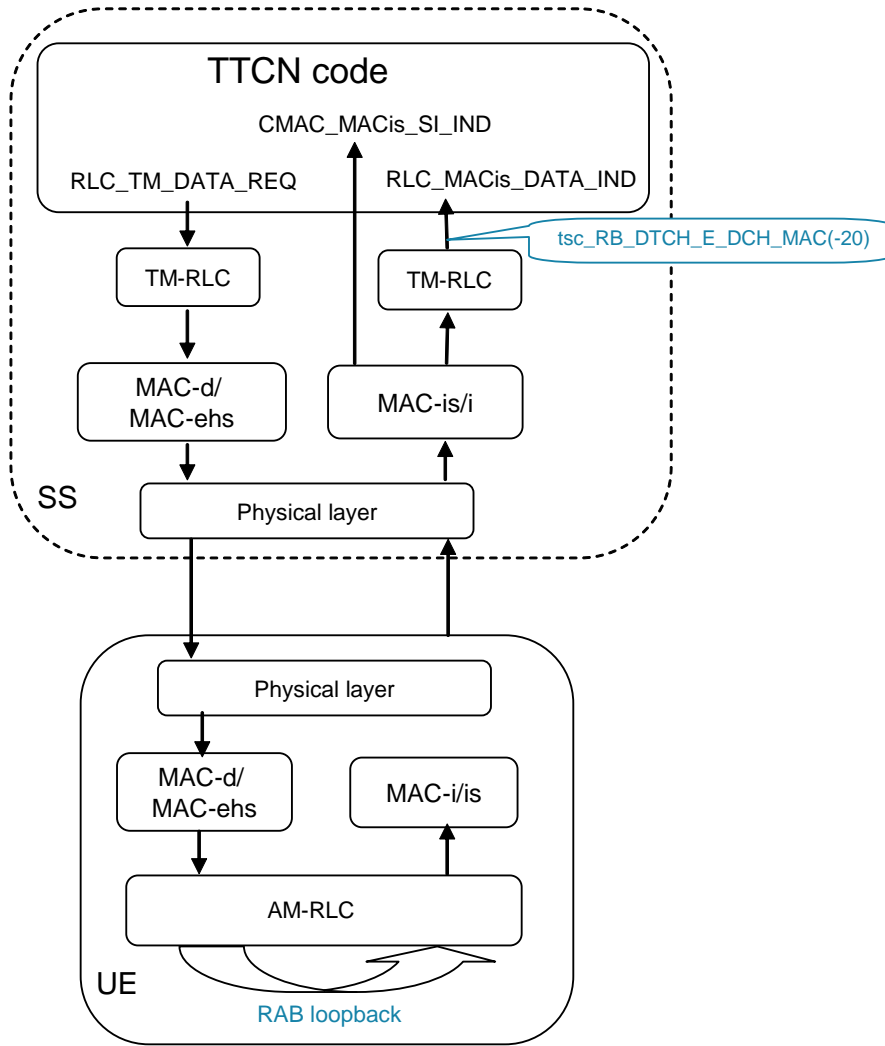 TTCN code
CMAC_MACis_SI_IND
RLC_TM_DATA_REQ
RLC_MACis_DATA_IND
tsc_RB_DTCH_E_DCH_MAC(-20)
TM-RLC
TM-RLC
MAC-d/
MAC-ehs
MAC-is/i
SS
Physical layer
Physical layer
MAC-d/
MAC-ehs
MAC-i/is
AM-RLC
UE
RAB loopback